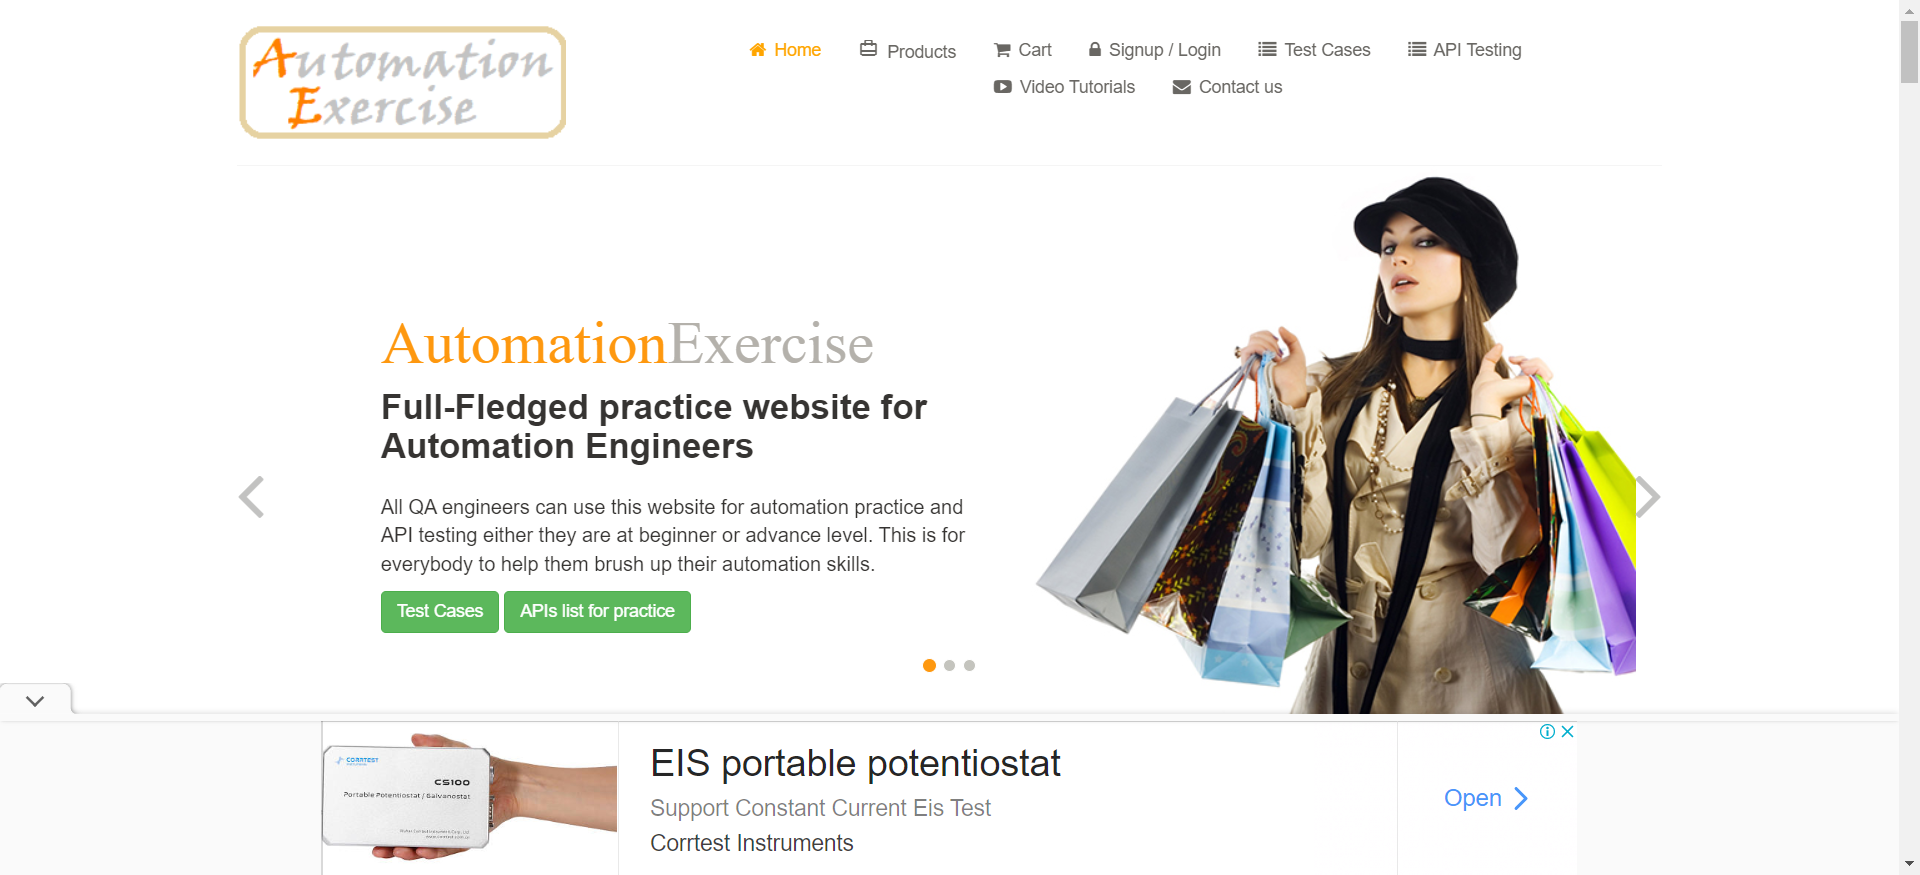 Automation
Exercise
Home
Products
Cart
Signup / Login
Test Cases
API Testing
Video Tutorials
Contact us
AutomationExercise
Full-Fledged practice website for
Automation Engineers
All QA engineers can use this website for automation practice and
API testing either they are at beginner or advance level. This is for
everybody to help them brush up their automation skills.
Test Cases
APIs list for practice
CORRTEST
CS100
Portable Potentiostat / Galvanostat
EIS portable potentiostat
Support Constant Current Eis Test
Corrtest Instruments
Open